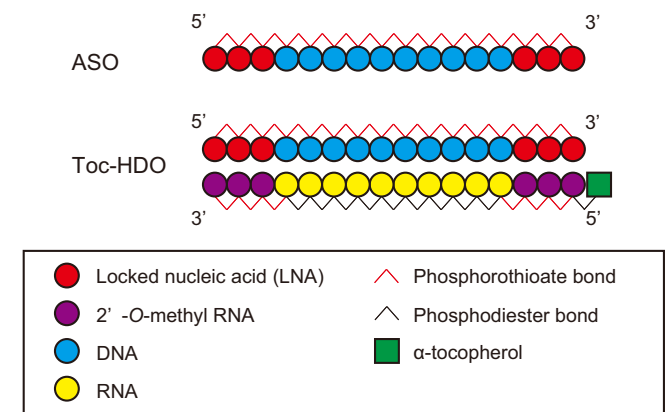 5’ 3’
ASO
5’ 3’
Toc-HDO
3’ 5’
Locked nucleic acid (LNA) Phosphorothioate bond
2’ -O-methyl RNA Phosphodiester bond
DNA α-tocopherol
RNA